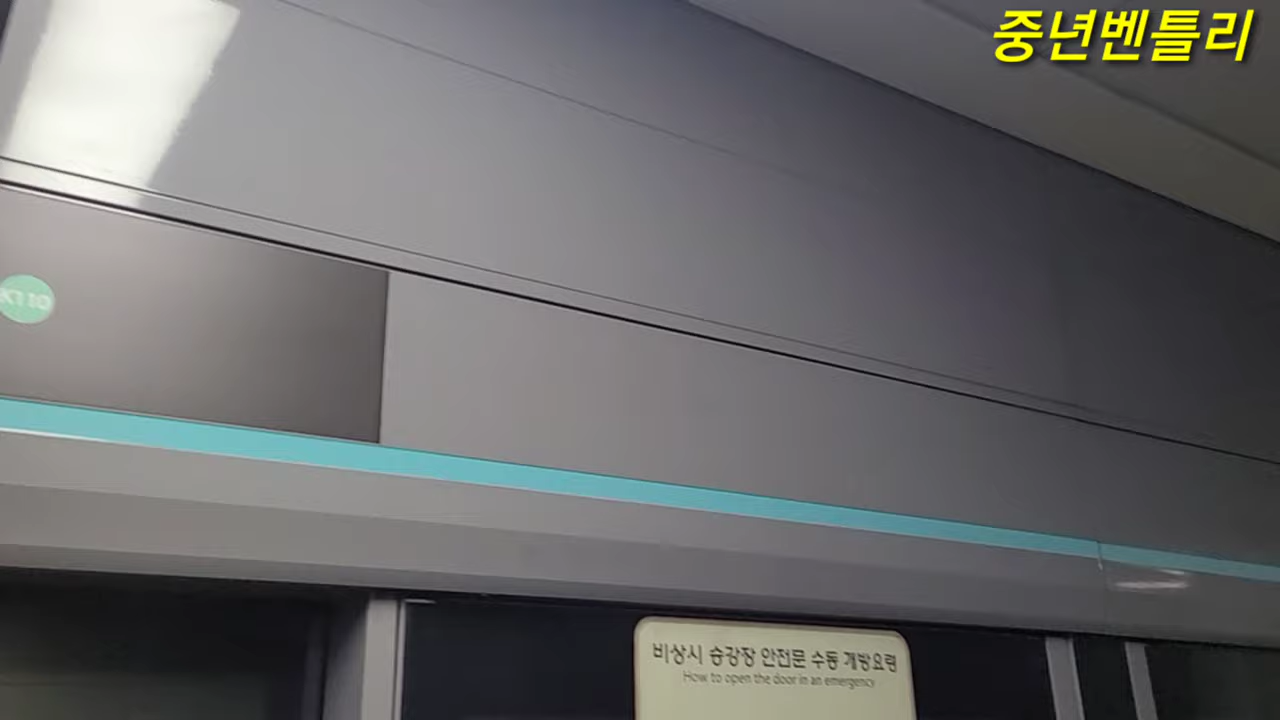 중년벤틀리
K110
비상시 승강장 안전문 수동 개방요령
How to open the door in an emergency